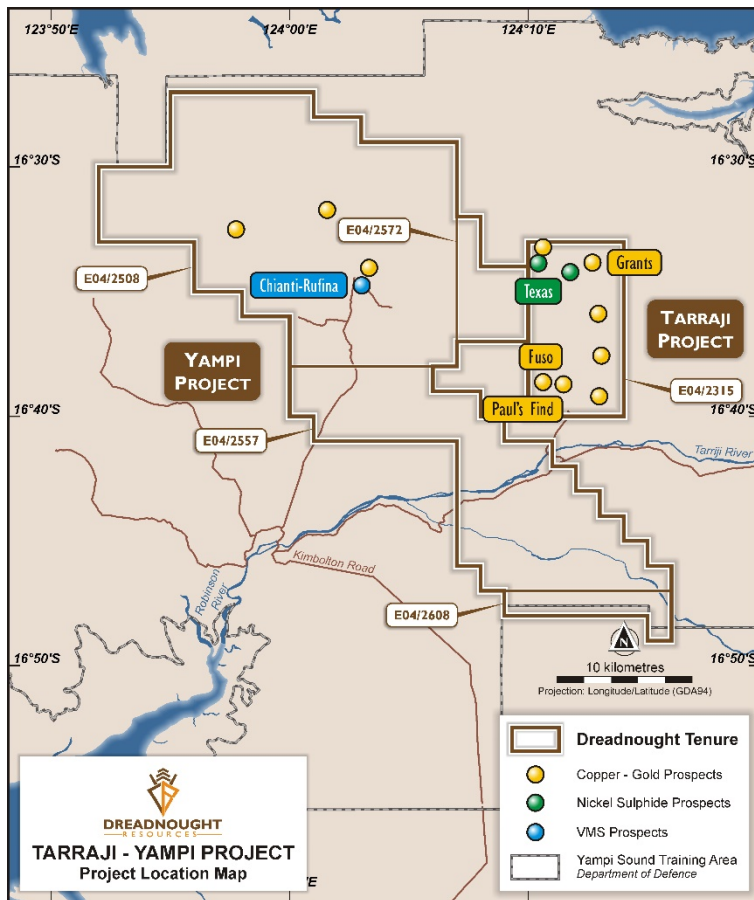 123°50'E
124°00'E
124°10'E
16°30'S
16°30'S
E04/2572
E04/2508
Chianti-Rufina
Grants
Texas
TARRAJI
PROJECT
YAMPI
PROJECT
Fuso
E04/2315
Paul's Find
16°40'S
16°40'S
E04/2557
Tarriji River
Kimbolton Road
Robinson
River
E04/2608
N
16°50'S
16°50'S
10 kilometres
Projection: Longitude/Latitude (GDA94)
Dreadnought Tenure
Copper - Gold Prospects
Nickel Sulphide Prospects
VMS Prospects
Yampi Sound Training Area
Department of Defence
DREADNOUGHT
RESOURCES
TARRAJI - YAMPI PROJECT
Project Location Map